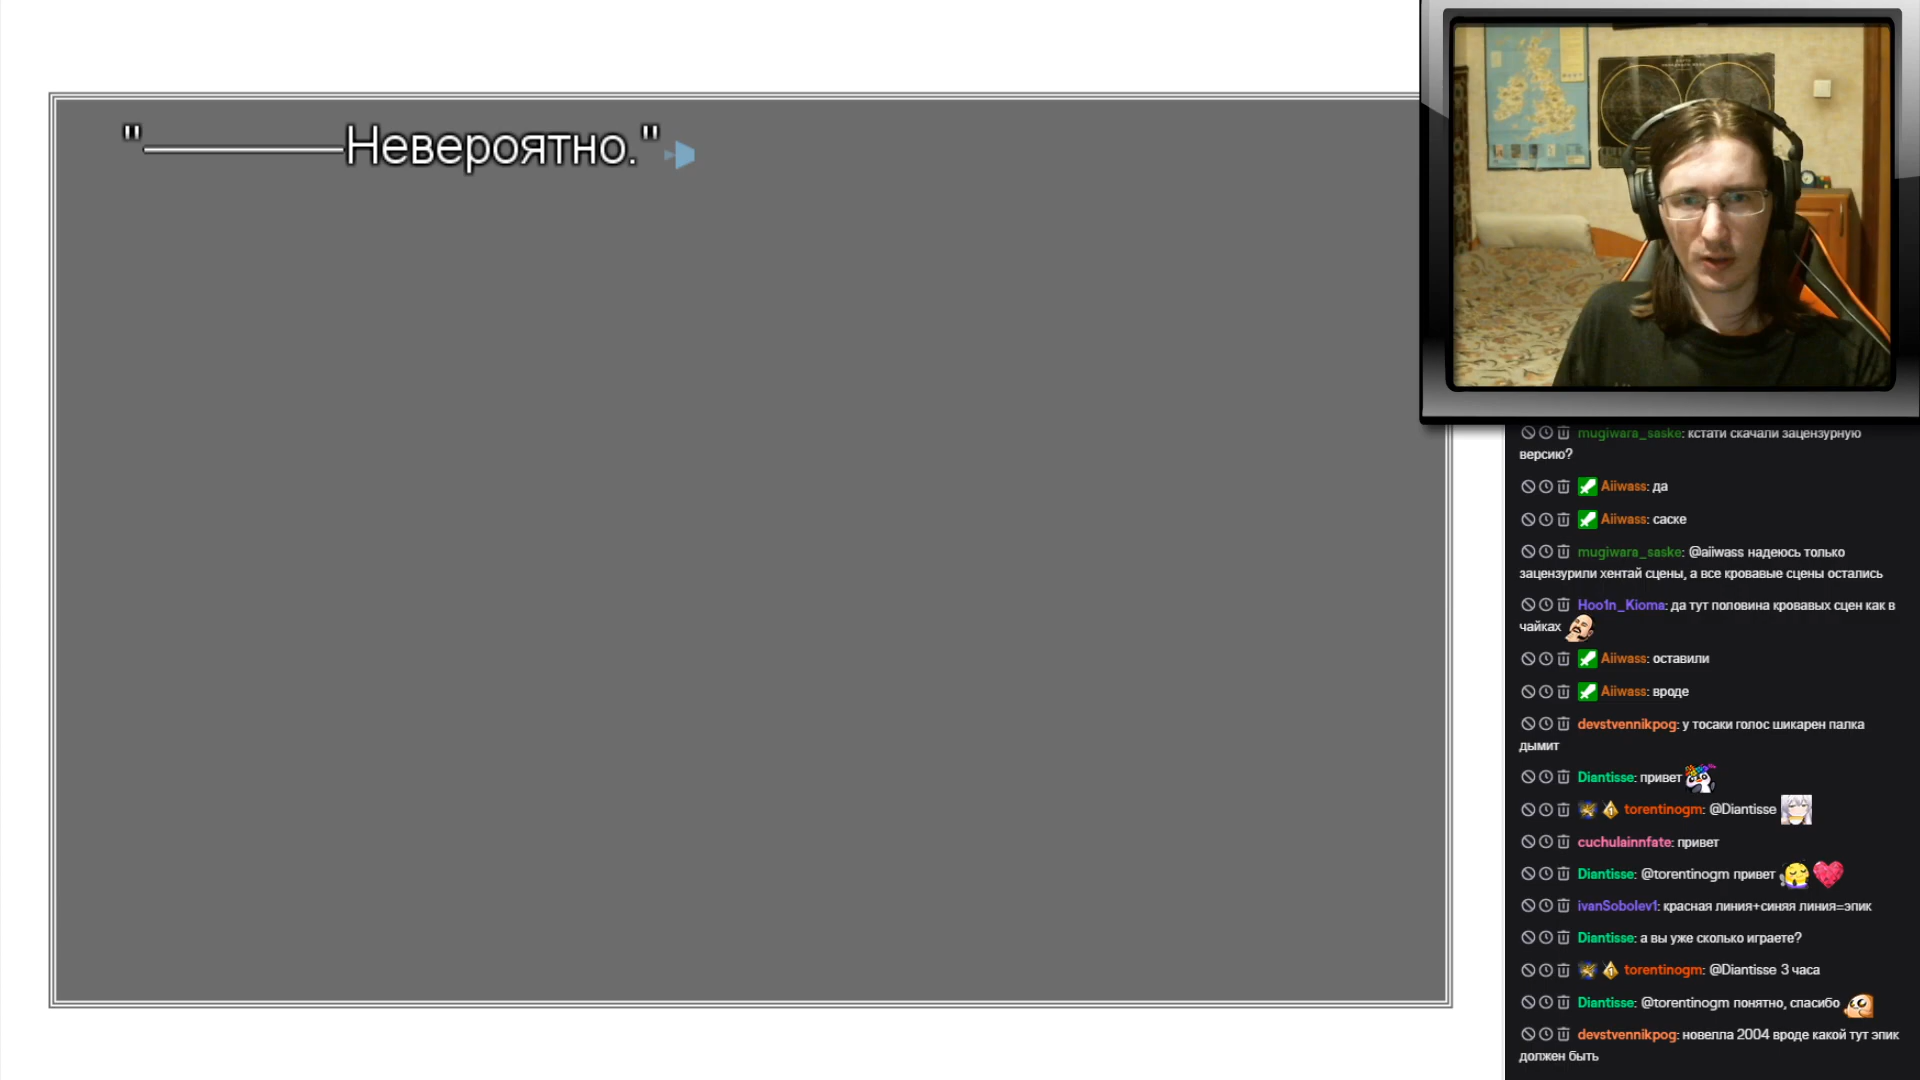 "————Невероятно."
mugiwara_saske: кстати скачали зацензурную
версию?
Aiiwass: да
Aiiwass: саске
mugiwara_saske: @aiiwass надеюсь только
зацензурили хентай сцены, а все кровавые сцены остались
Hoo1n_Kioma: да тут половина кровавых сцен как в
чайках
Aiiwass: оставили
Aiiwass: вроде
devstvennikpog: у тосаки голос шикарен палка
дымит
Diantisse: привет
torentinogm: @Diantisse
cuchulainnfate: привет
Diantisse: @torentinogm привет
ivanSobolev1: красная линия+синяя линия=эпик
Diantisse: а вы уже сколько играете?
torentinogm: @Diantisse 3 часа
Diantisse: @torentinogm понятно, спасибо
devstvennikpog: новелла 2004 вроде какой тут эпик
должен быть